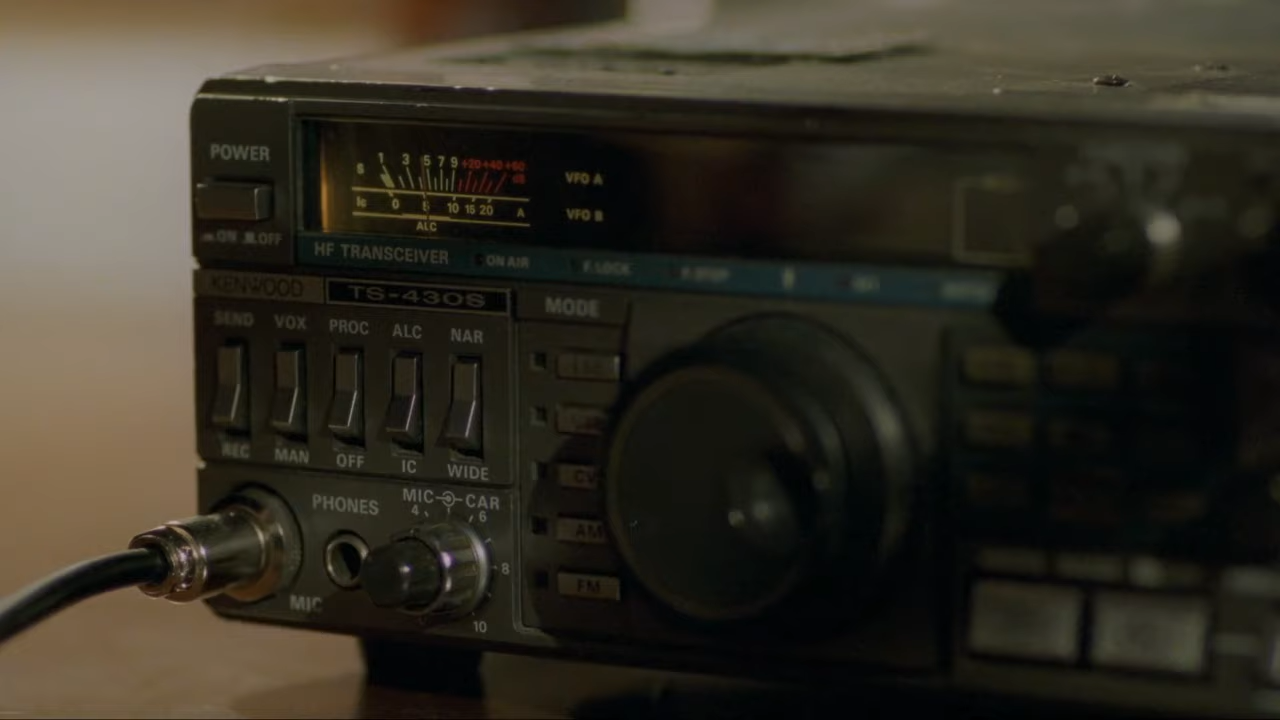 POWER
ON OFF
S 1 3 5 7 9 +20 +40 +60
dB
Ic 0 5 10 15 20 A
ALC
VFO A
VFO B
HF TRANSCEIVER
ON AIR
F.LOCK
KENWOOD
TS-430S
SEND VOX PROC ALC NAR
REC MAN OFF IC WIDE
MODE
AM
FM
PHONES
MIC CAR
4 6
8
10
MIC